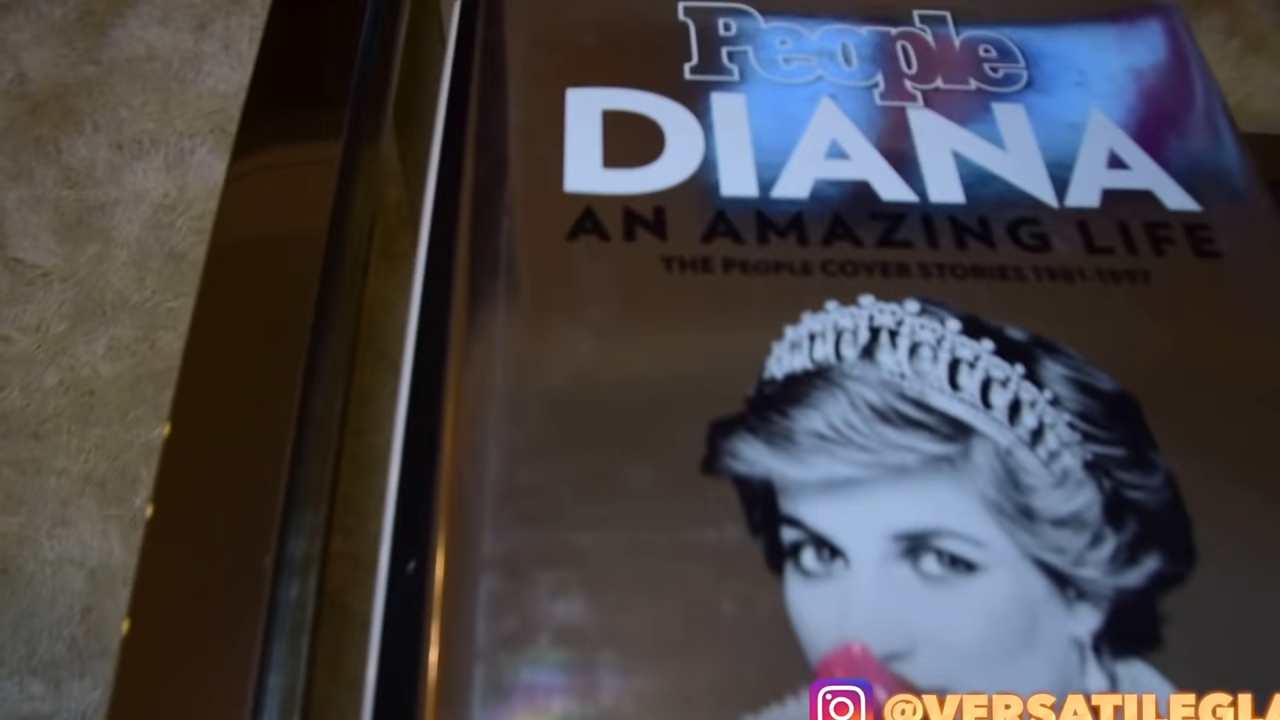 People
DIANA
AN AMAZING LIFE
THE PEOPLE COVER STORIES 1981-1997
@VERSATILEGLA